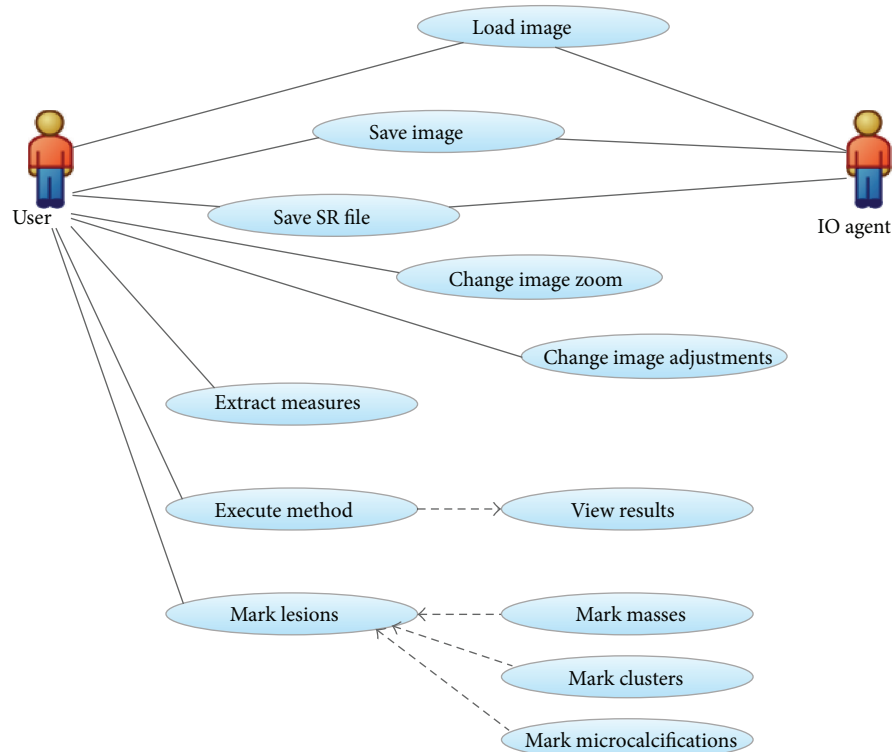 Load image
Save image
User
Save SR file
IO agent
Change image zoom
Change image adjustments
Extract measures
Execute method
View results
Mark lesions
Mark masses
Mark clusters
Mark microcalcifications